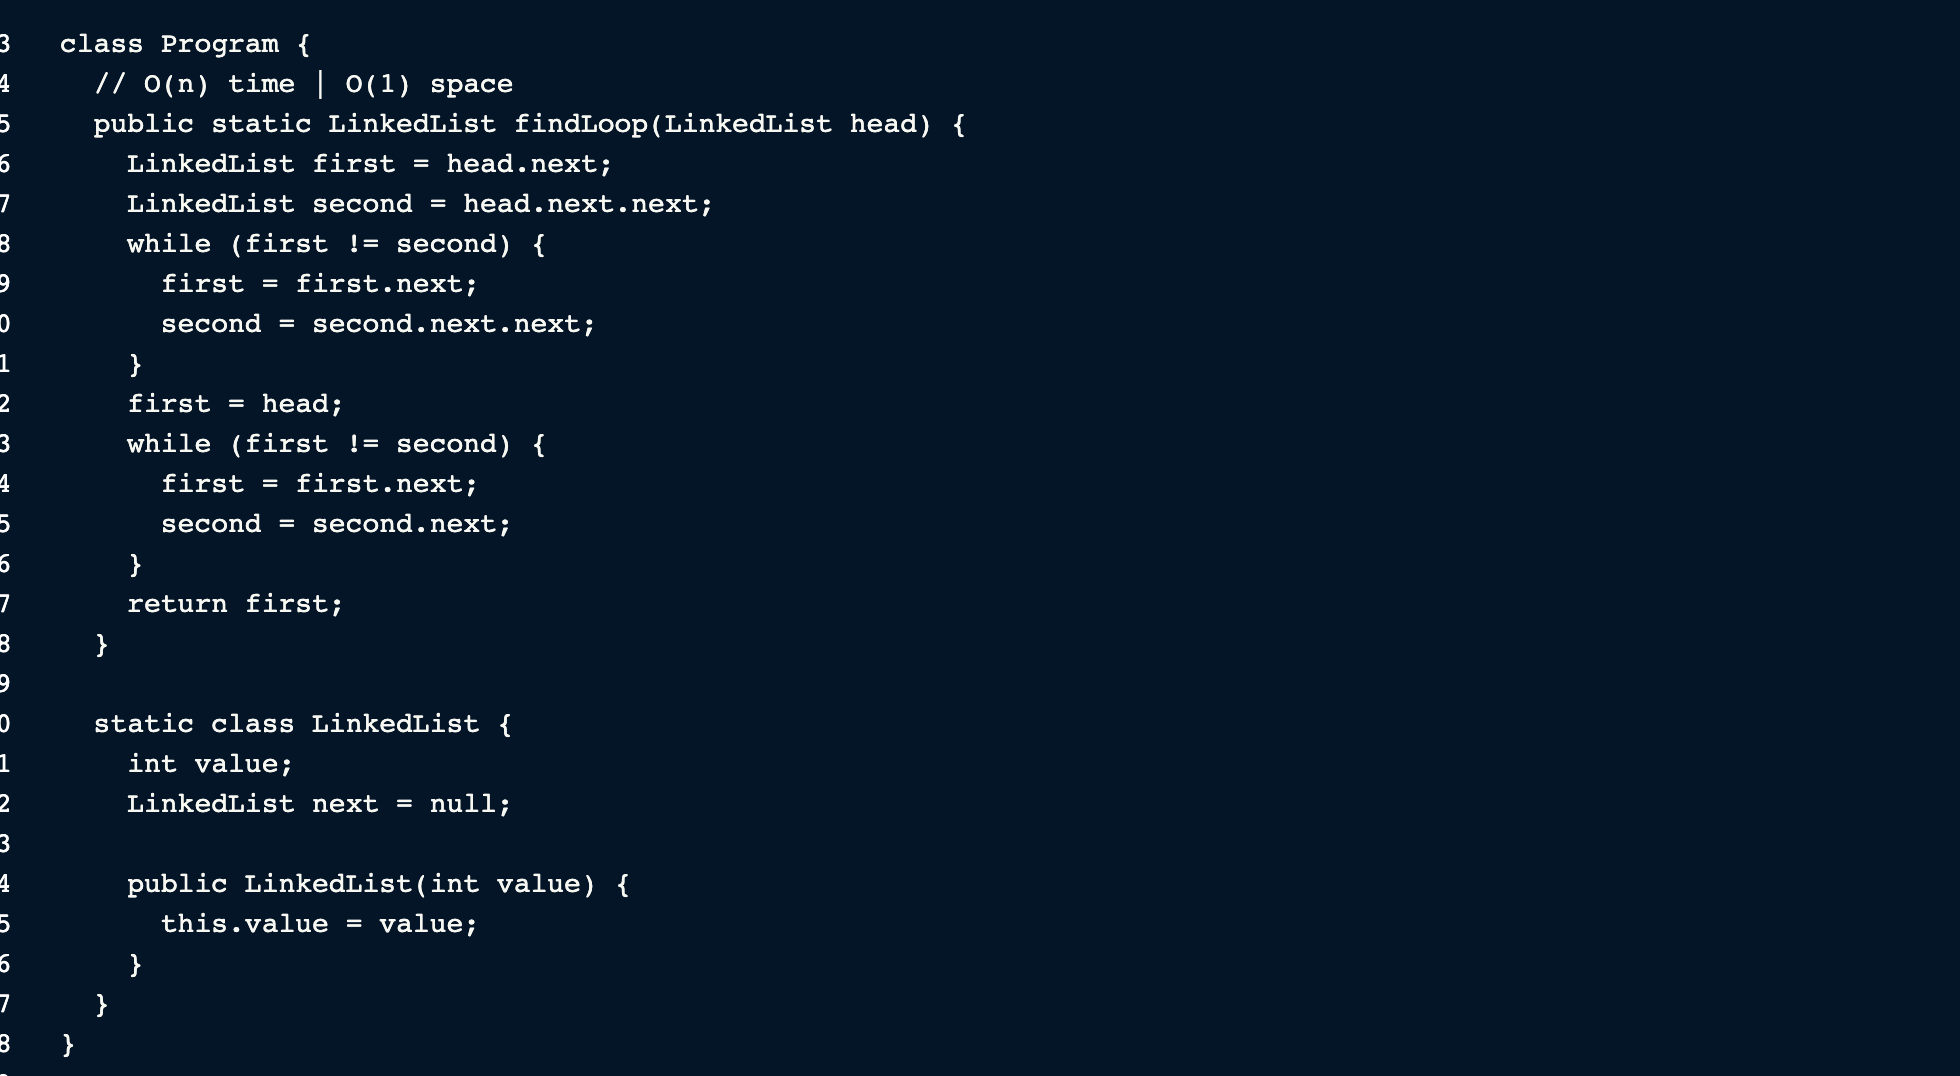 3 class Program {
4 // O(n) time | O(1) space
5 public static LinkedList findLoop(LinkedList head) {
6 LinkedList first = head.next;
7 LinkedList second = head.next.next;
8 while (first != second) {
9 first = first.next;
0 second = second.next.next;
1 }
2 first = head;
3 while (first != second) {
4 first = first.next;
5 second = second.next;
6 }
7 return first;
8 }
9
0 static class LinkedList {
1 int value;
2 LinkedList next = null;
3
4 public LinkedList(int value) {
5 this.value = value;
6 }
7 }
8 }